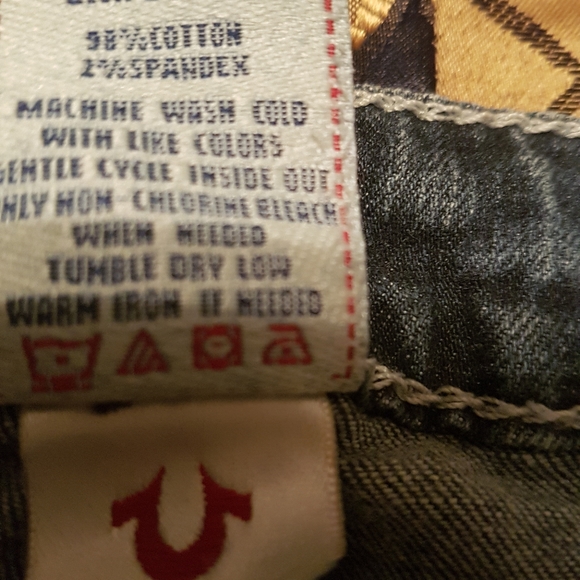 98%COTTON
2%SPANDEX
MACHINE WASH COLD
WITH LIKE COLORS
GENTLE CYCLE INSIDE OUT
ONLY NON-CHLORINE BLEACH
WHEN NEEDED
TUMBLE DRY LOW
WARM IRON IF NEEDED